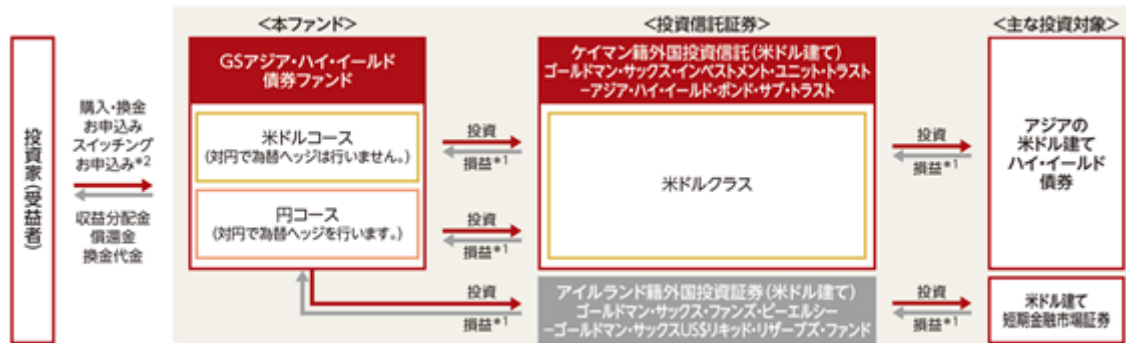 <本ファンド>
<投資信託証券>
<主な投資対象>
投資家(受益者)
購入・換金
お申込み
スイッチング
お申込み*2
収益分配金
償還金
換金代金
GSアジア・ハイ・イールド
債券ファンド
米ドルコース
(対円で為替ヘッジは行いません。)
円コース
(対円で為替ヘッジを行います。)
投資
損益*1
投資
損益*1
投資
損益*1
ケイマン籍外国投資信託(米ドル建て)
ゴールドマン・サックス・インベストメント・ユニット・トラスト
-アジア・ハイ・イールド・ボンド・サブ・トラスト
米ドルクラス
アイルランド籍外国投資証券(米ドル建て)
ゴールドマン・サックス・ファンズ・ピーエルシー
-ゴールドマン・サックスUS$リキッド・リザーブズ・ファンド
投資
損益*1
投資
損益*1
アジアの
米ドル建て
ハイ・イールド
債券
米ドル建て
短期金融市場証券